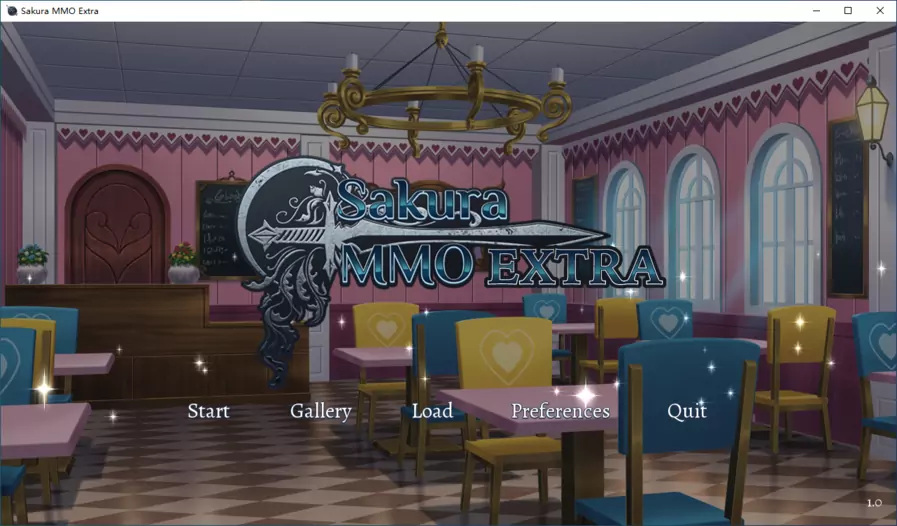 Sakura MMO Extra
Sakura
MMO EXTRA
Start
Gallery
Load
Preferences
Quit
1.0